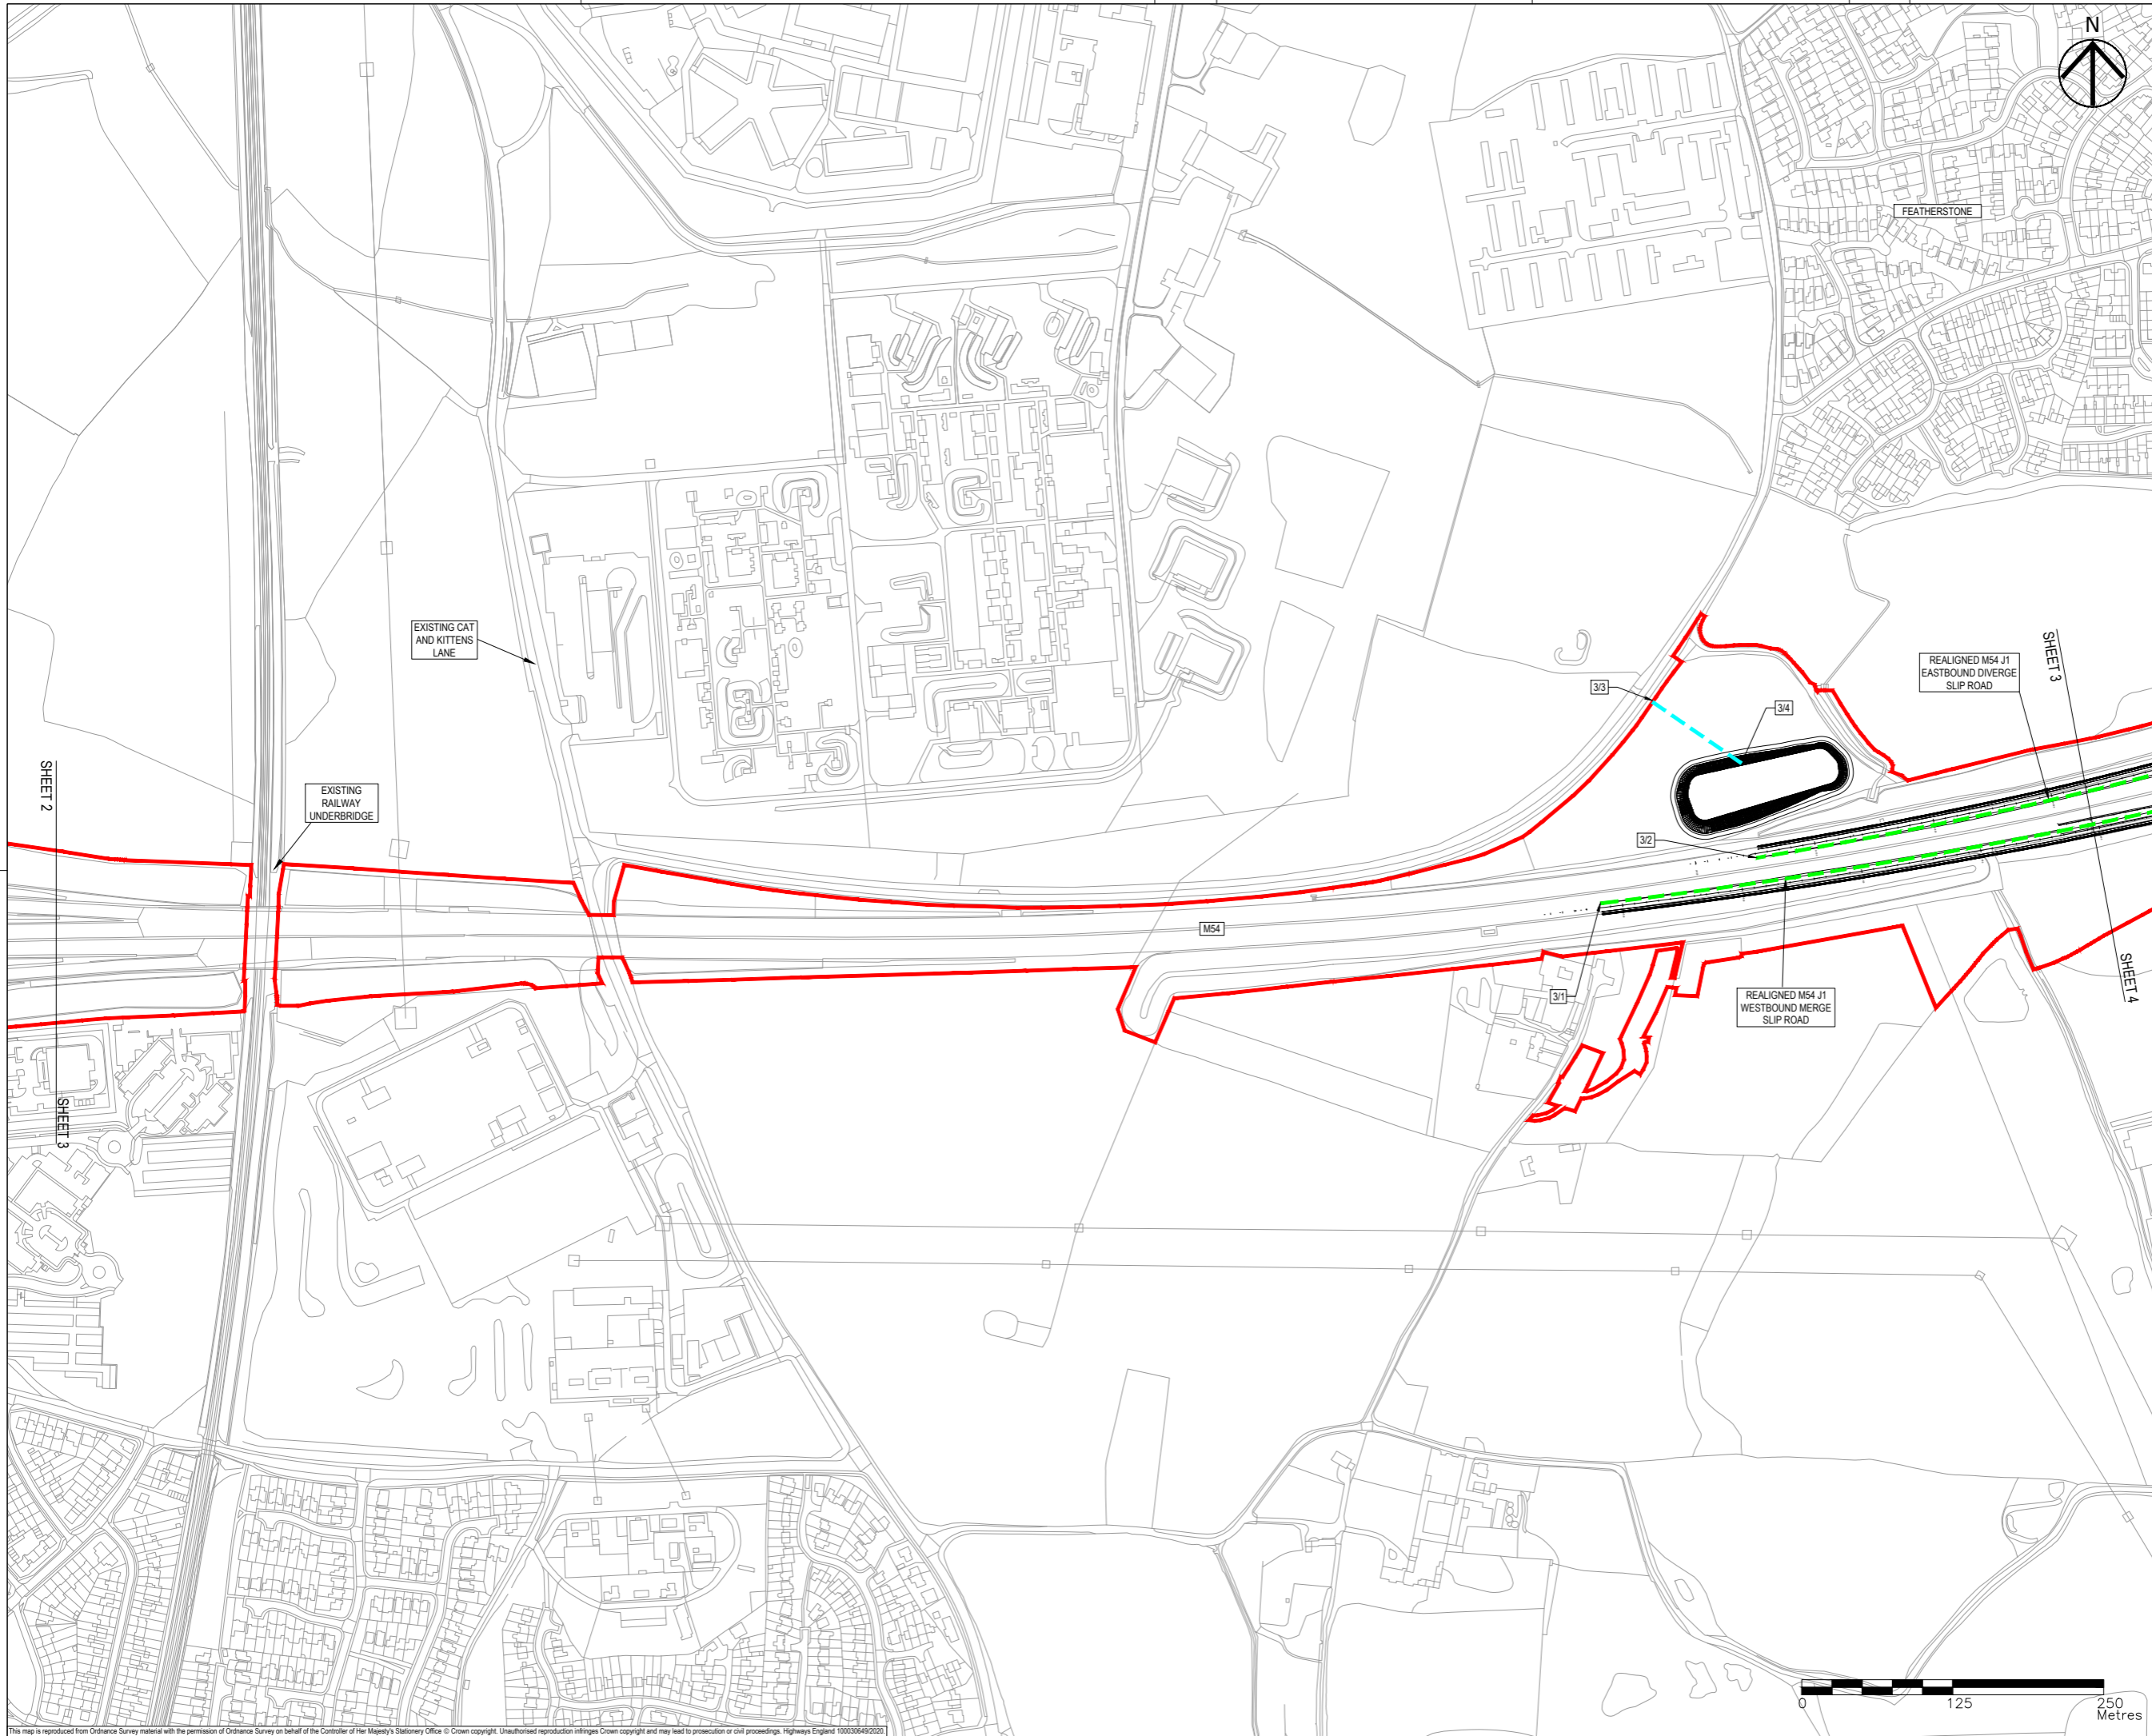 N
FEATHERSTONE
EXISTING CAT
AND KITTENS
LANE
SHEET 3
REALIGNED M54 J1
EASTBOUND DIVERGE
SLIP ROAD
3/3
3/4
SHEET 2
EXISTING
RAILWAY
UNDERBRIDGE
3/2
M54
SHEET 4
3/1
REALIGNED M54 J1
WESTBOUND MERGE
SLIP ROAD
SHEET 3
0
125
250
Metres
This map is reproduced from Ordnance Survey material with the permission of Ordnance Survey on behalf of the Controller of Her Majesty's Stationery Office © Crown copyright. Unauthorised reproduction infringes Crown copyright and may lead to prosecution or civil proceedings. Highways England 100030649/2020.